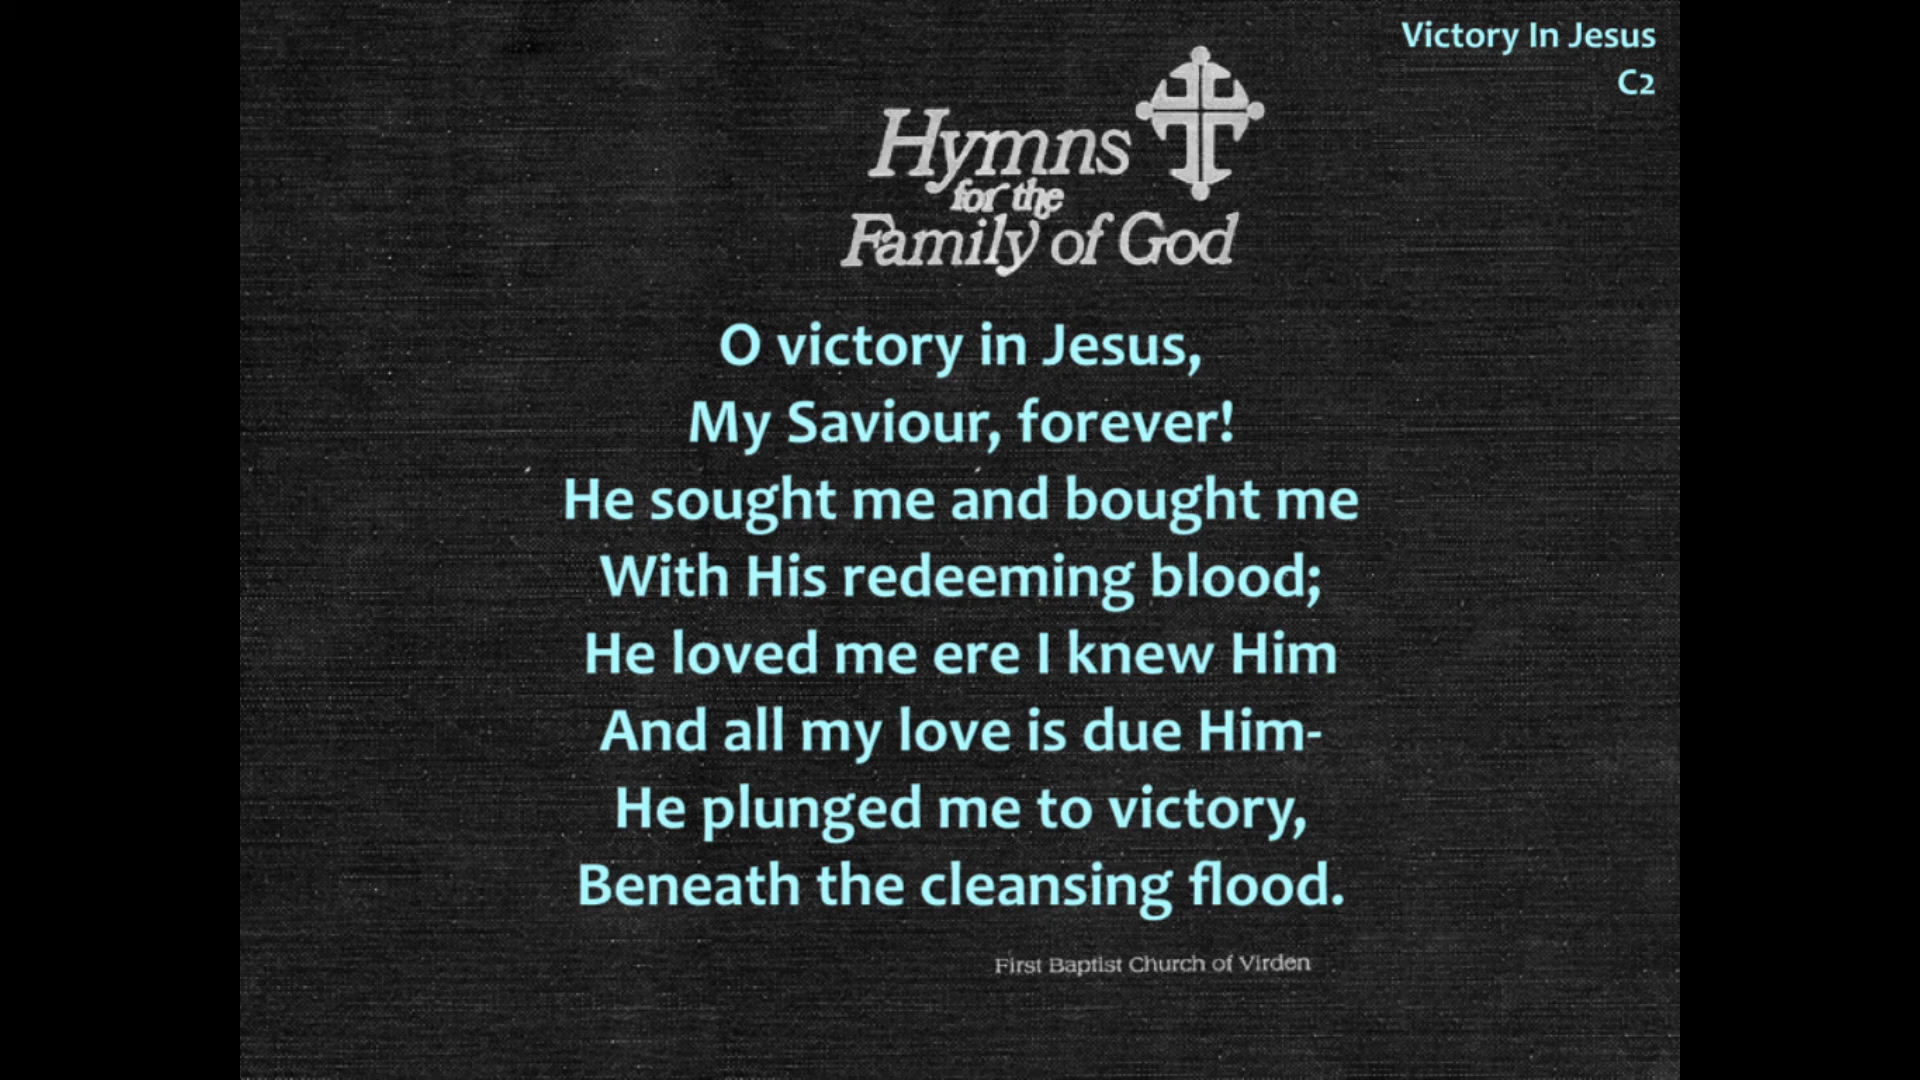 Victory In Jesus
C2
Hymns
for the
Family of God
O victory in Jesus,
My Saviour, forever!
He sought me and bought me
With His redeeming blood;
He loved me ere I knew Him
And all my love is due Him-
He plunged me to victory,
Beneath the cleansing flood.
First Baptist Church of Virden